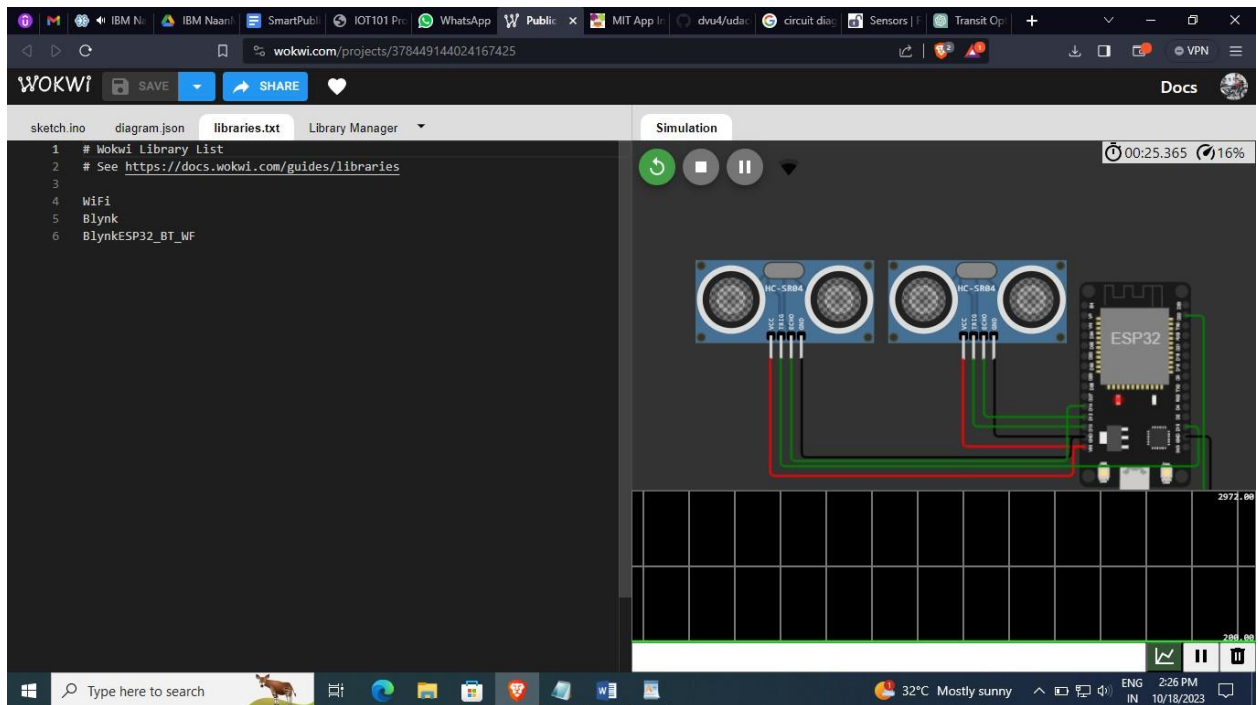 IBM Na
IBM Naan
SmartPubli
IOT101 Pro
WhatsApp
Public
MIT App In
dvu4/udac
circuit diag
Sensors | F
Transit Opt
wokwi.com/projects/378449144024167425
VPN
WOKWI
SAVE
SHARE
Docs
sketch.ino
diagram.json
libraries.txt
Library Manager
Simulation
1 # Wokwi Library List
2 # See https://docs.wokwi.com/guides/libraries
3
4 WiFi
5 Blynk
6 BlynkESP32_BT_WF
00:25.365 16%
HC-SR04
VCC
TRIG
ECHO
GND
HC-SR04
VCC
TRIG
ECHO
GND
ESP32
2972.00
200.00
Type here to search
32°C Mostly sunny
ENG
IN
2:26 PM
10/18/2023